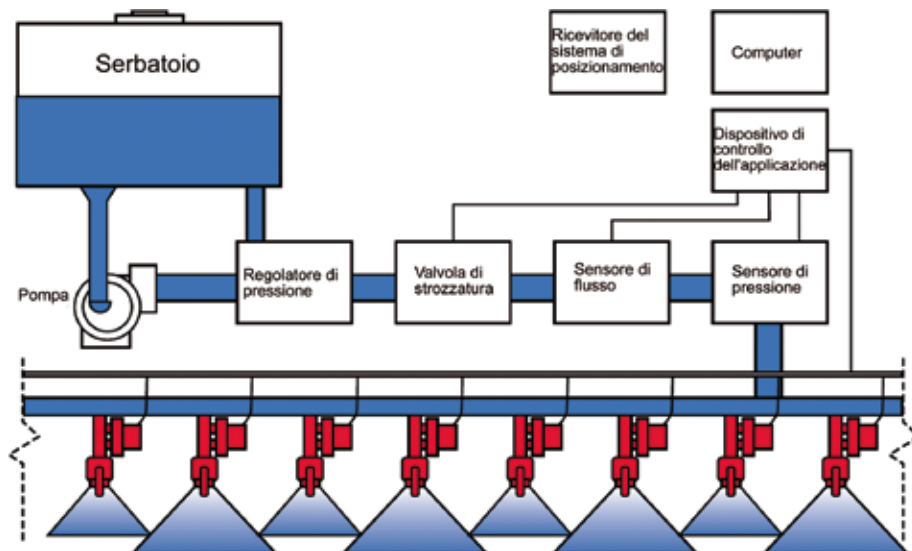 Serbatoio
Ricevitore del
sistema di
posizionamento
Computer
Dispositivo di
controllo
dell'applicazione
Pompa
Regolatore di
pressione
Valvola di
strozzatura
Sensore di
flusso
Sensore di
pressione